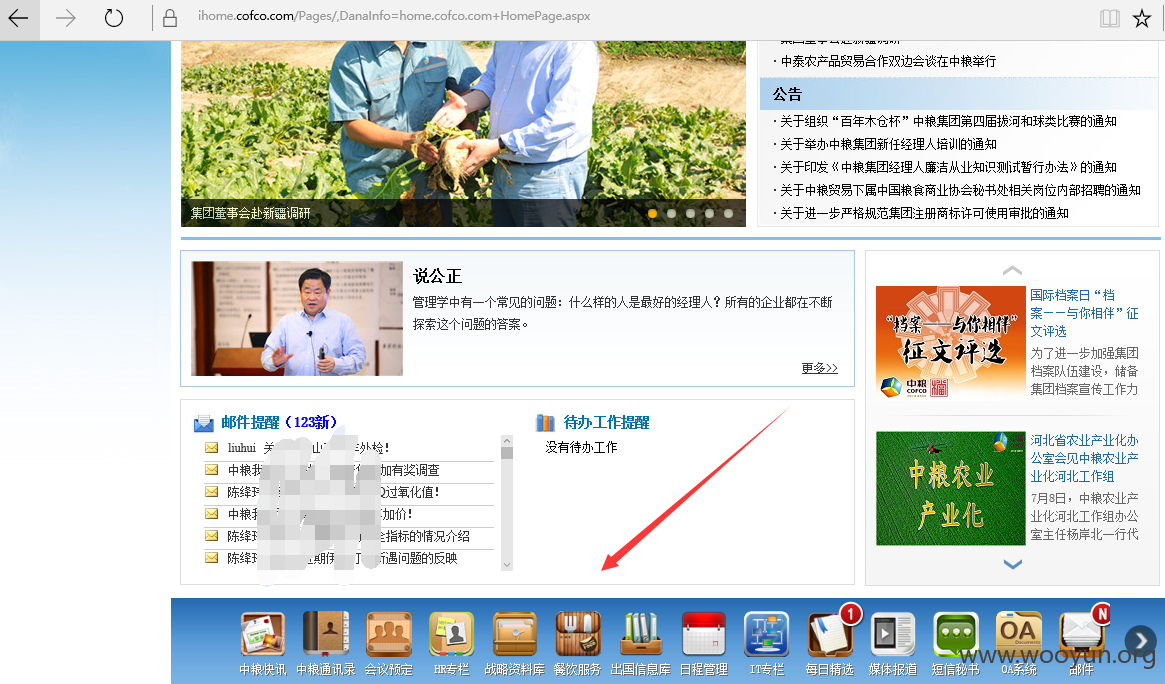 ihome.cofco.com/Pages/,DanaInfo=home.cofco.com+HomePage.aspx
·中泰农产品贸易合作双边会谈在中粮举行
公告
·关于组织“百年木仓杯”中粮集团第四届拔河和球类比赛的通知
·关于举办中粮集团新任经理人培训的通知
·关于印发《中粮集团经理人廉洁从业知识测试暂行办法》的通知
·关于中粮贸易下属中国粮食商业协会秘书处相关岗位内部招聘的通知
·关于进一步严格规范集团注册商标许可使用审批的通知
集团董事会赴新疆调研
说公正
管理学中有一个常见的问题：什么样的人是最好的经理人？所有的企业都在不断
探索这个问题的答案。
更多>>
“档案——与你相伴”
征文评选
中粮
COFCO
国际档案日“档
案——与你相伴”征
文评选
为了进一步加强集团
档案队伍建设，储备
集团档案宣传工作力
中粮农业
产业化
河北省农业产业化办
公室会见中粮农业产
业化河北工作组
7月8日，中粮农业产
业化河北工作组办公
室主任杨岸北一行代
邮件提醒（123新）
liuhui 关 山 年外检！
中粮我 加有奖调查
陈绛玮 Q过氧化值！
中粮我 加价！
陈绛玮 全指标的情况介绍
陈绛玮 近期伊 订 新遇问题的反映
待办工作提醒
没有待办工作
中粮快讯 中粮通讯录 会议预定 HR专栏 战略资料库 餐饮服务 出国信息库 日程管理 IT专栏 每日精选 媒体报道 短信秘书 OA系统 邮件
OA
1
N
www.wooyun.org